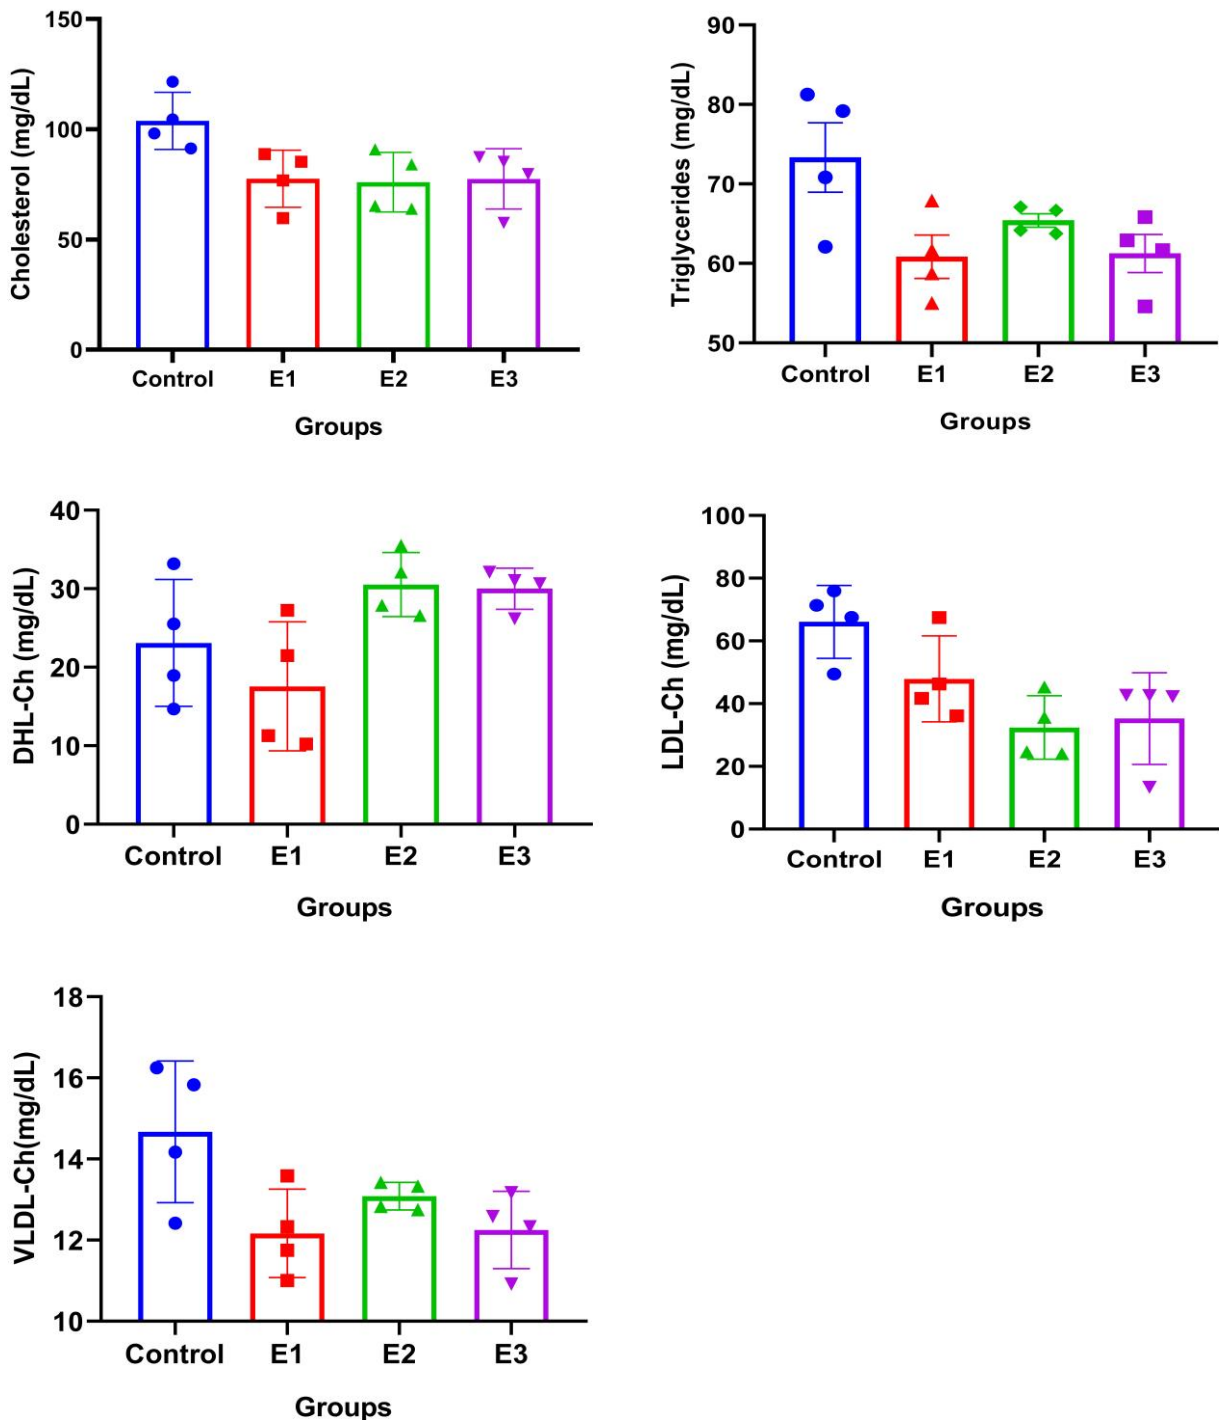 Cholesterol (mg/dL)
150
100
50
0
Control E1 E2 E3
Groups
Triglycerides (mg/dL)
90
80
70
60
50
Control E1 E2 E3
Groups
DHL-Ch (mg/dL)
40
30
20
10
0
Control E1 E2 E3
Groups
LDL-Ch (mg/dL)
100
80
60
40
20
0
Control E1 E2 E3
Groups
VLDL-Ch(mg/dL)
18
16
14
12
10
Control E1 E2 E3
Groups